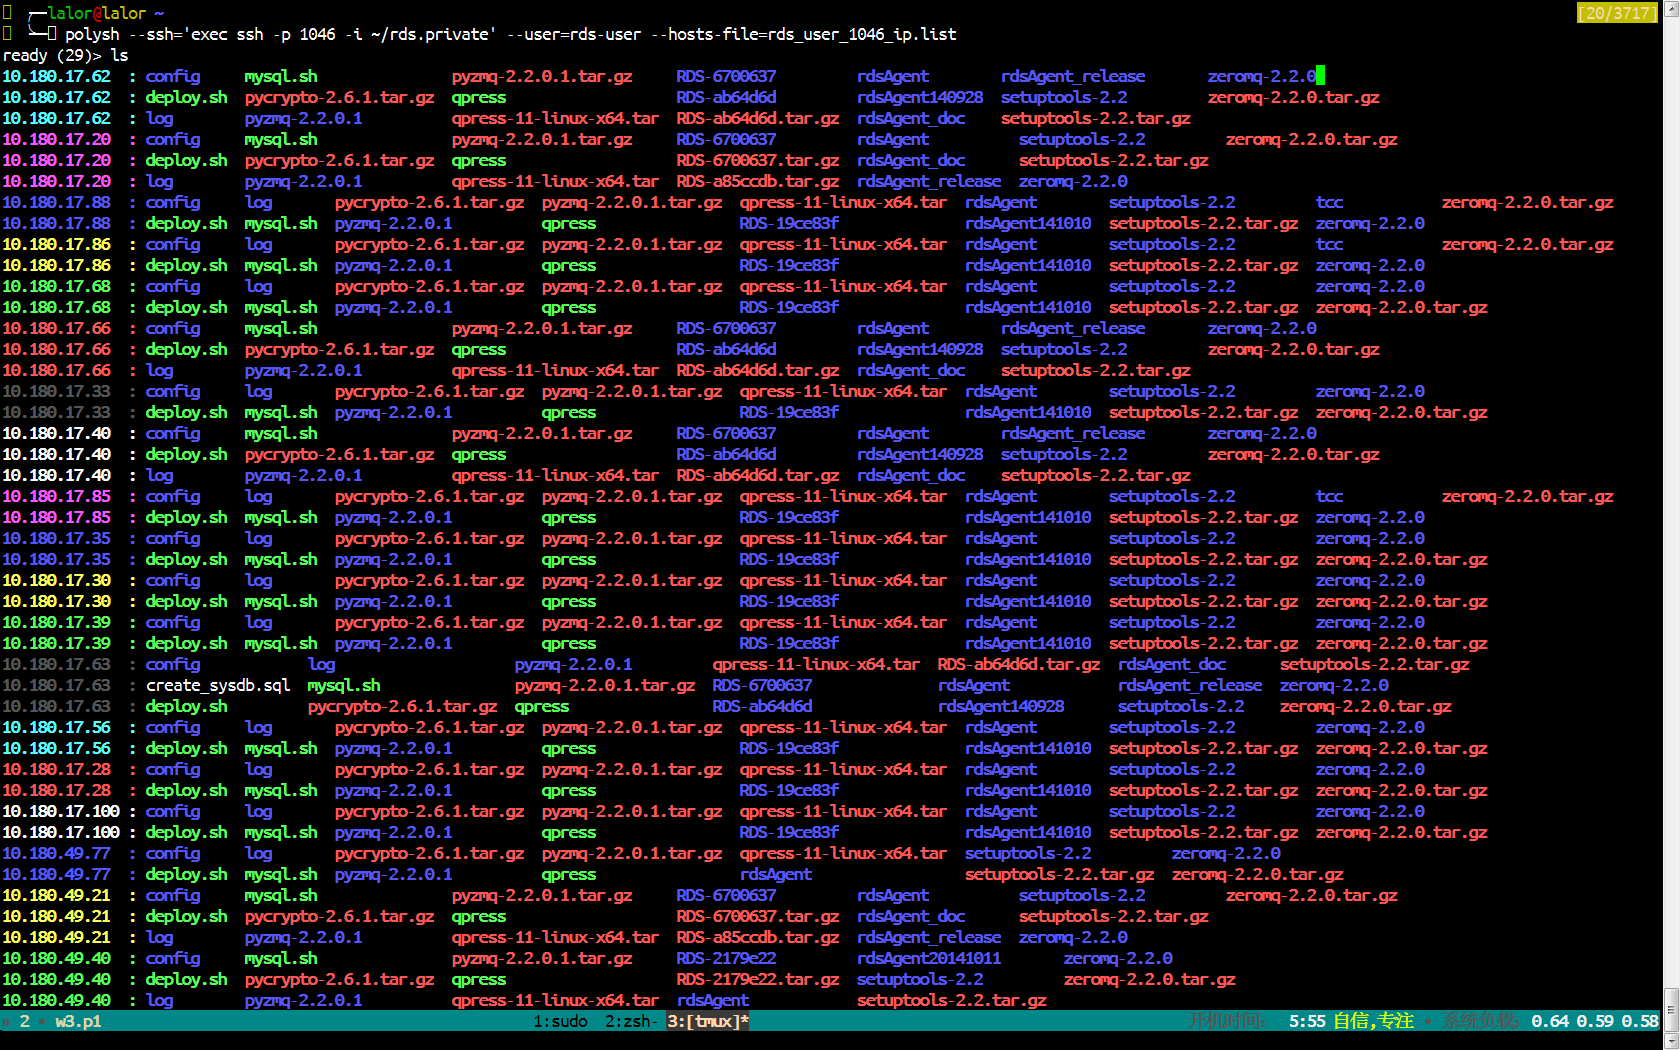 lalor@lalor ~ [20/3717]
polysh --ssh='exec ssh -p 1046 -i ~/rds.private' --user=rds-user --hosts-file=rds_user_1046_ip.list
ready (29)> ls
10.180.17.62 : config mysql.sh pyzmq-2.2.0.1.tar.gz RDS-6700637 rdsAgent rdsAgent_release zeromq-2.2.0
10.180.17.62 : deploy.sh pycrypto-2.6.1.tar.gz qpress RDS-ab64d6d rdsAgent140928 setuptools-2.2 zeromq-2.2.0.tar.gz
10.180.17.62 : log pyzmq-2.2.0.1 qpress-11-linux-x64.tar RDS-ab64d6d.tar.gz rdsAgent_doc setuptools-2.2.tar.gz
10.180.17.20 : config mysql.sh pyzmq-2.2.0.1.tar.gz RDS-6700637 rdsAgent setuptools-2.2 zeromq-2.2.0.tar.gz
10.180.17.20 : deploy.sh pycrypto-2.6.1.tar.gz qpress RDS-6700637.tar.gz rdsAgent_doc setuptools-2.2.tar.gz
10.180.17.20 : log pyzmq-2.2.0.1 qpress-11-linux-x64.tar RDS-a85ccdb.tar.gz rdsAgent_release zeromq-2.2.0
10.180.17.88 : config log pycrypto-2.6.1.tar.gz pyzmq-2.2.0.1.tar.gz qpress-11-linux-x64.tar rdsAgent setuptools-2.2 tcc zeromq-2.2.0.tar.gz
10.180.17.88 : deploy.sh mysql.sh pyzmq-2.2.0.1 qpress RDS-19ce83f rdsAgent141010 setuptools-2.2.tar.gz zeromq-2.2.0
10.180.17.86 : config log pycrypto-2.6.1.tar.gz pyzmq-2.2.0.1.tar.gz qpress-11-linux-x64.tar rdsAgent setuptools-2.2 tcc zeromq-2.2.0.tar.gz
10.180.17.86 : deploy.sh mysql.sh pyzmq-2.2.0.1 qpress RDS-19ce83f rdsAgent141010 setuptools-2.2.tar.gz zeromq-2.2.0
10.180.17.68 : config log pycrypto-2.6.1.tar.gz pyzmq-2.2.0.1.tar.gz qpress-11-linux-x64.tar rdsAgent setuptools-2.2 zeromq-2.2.0
10.180.17.68 : deploy.sh mysql.sh pyzmq-2.2.0.1 qpress RDS-19ce83f rdsAgent141010 setuptools-2.2.tar.gz zeromq-2.2.0.tar.gz
10.180.17.66 : config mysql.sh pyzmq-2.2.0.1.tar.gz RDS-6700637 rdsAgent rdsAgent_release zeromq-2.2.0
10.180.17.66 : deploy.sh pycrypto-2.6.1.tar.gz qpress RDS-ab64d6d rdsAgent140928 setuptools-2.2 zeromq-2.2.0.tar.gz
10.180.17.66 : log pyzmq-2.2.0.1 qpress-11-linux-x64.tar RDS-ab64d6d.tar.gz rdsAgent_doc setuptools-2.2.tar.gz
10.180.17.33 : config log pycrypto-2.6.1.tar.gz pyzmq-2.2.0.1.tar.gz qpress-11-linux-x64.tar rdsAgent setuptools-2.2 zeromq-2.2.0
10.180.17.33 : deploy.sh mysql.sh pyzmq-2.2.0.1 qpress RDS-19ce83f rdsAgent141010 setuptools-2.2.tar.gz zeromq-2.2.0.tar.gz
10.180.17.40 : config mysql.sh pyzmq-2.2.0.1.tar.gz RDS-6700637 rdsAgent rdsAgent_release zeromq-2.2.0
10.180.17.40 : deploy.sh pycrypto-2.6.1.tar.gz qpress RDS-ab64d6d rdsAgent140928 setuptools-2.2 zeromq-2.2.0.tar.gz
10.180.17.40 : log pyzmq-2.2.0.1 qpress-11-linux-x64.tar RDS-ab64d6d.tar.gz rdsAgent_doc setuptools-2.2.tar.gz
10.180.17.85 : config log pycrypto-2.6.1.tar.gz pyzmq-2.2.0.1.tar.gz qpress-11-linux-x64.tar rdsAgent setuptools-2.2 tcc zeromq-2.2.0.tar.gz
10.180.17.85 : deploy.sh mysql.sh pyzmq-2.2.0.1 qpress RDS-19ce83f rdsAgent141010 setuptools-2.2.tar.gz zeromq-2.2.0
10.180.17.35 : config log pycrypto-2.6.1.tar.gz pyzmq-2.2.0.1.tar.gz qpress-11-linux-x64.tar rdsAgent setuptools-2.2 zeromq-2.2.0
10.180.17.35 : deploy.sh mysql.sh pyzmq-2.2.0.1 qpress RDS-19ce83f rdsAgent141010 setuptools-2.2.tar.gz zeromq-2.2.0.tar.gz
10.180.17.30 : config log pycrypto-2.6.1.tar.gz pyzmq-2.2.0.1.tar.gz qpress-11-linux-x64.tar rdsAgent setuptools-2.2 zeromq-2.2.0
10.180.17.30 : deploy.sh mysql.sh pyzmq-2.2.0.1 qpress RDS-19ce83f rdsAgent141010 setuptools-2.2.tar.gz zeromq-2.2.0.tar.gz
10.180.17.39 : config log pycrypto-2.6.1.tar.gz pyzmq-2.2.0.1.tar.gz qpress-11-linux-x64.tar rdsAgent setuptools-2.2 zeromq-2.2.0
10.180.17.39 : deploy.sh mysql.sh pyzmq-2.2.0.1 qpress RDS-19ce83f rdsAgent141010 setuptools-2.2.tar.gz zeromq-2.2.0.tar.gz
10.180.17.63 : config log pyzmq-2.2.0.1 qpress-11-linux-x64.tar RDS-ab64d6d.tar.gz rdsAgent_doc setuptools-2.2.tar.gz
10.180.17.63 : create_sysdb.sql mysql.sh pyzmq-2.2.0.1.tar.gz RDS-6700637 rdsAgent rdsAgent_release zeromq-2.2.0
10.180.17.63 : deploy.sh pycrypto-2.6.1.tar.gz qpress RDS-ab64d6d rdsAgent140928 setuptools-2.2 zeromq-2.2.0.tar.gz
10.180.17.56 : config log pycrypto-2.6.1.tar.gz pyzmq-2.2.0.1.tar.gz qpress-11-linux-x64.tar rdsAgent setuptools-2.2 zeromq-2.2.0
10.180.17.56 : deploy.sh mysql.sh pyzmq-2.2.0.1 qpress RDS-19ce83f rdsAgent141010 setuptools-2.2.tar.gz zeromq-2.2.0.tar.gz
10.180.17.28 : config log pycrypto-2.6.1.tar.gz pyzmq-2.2.0.1.tar.gz qpress-11-linux-x64.tar rdsAgent setuptools-2.2 zeromq-2.2.0
10.180.17.28 : deploy.sh mysql.sh pyzmq-2.2.0.1 qpress RDS-19ce83f rdsAgent141010 setuptools-2.2.tar.gz zeromq-2.2.0.tar.gz
10.180.17.100 : config log pycrypto-2.6.1.tar.gz pyzmq-2.2.0.1.tar.gz qpress-11-linux-x64.tar rdsAgent setuptools-2.2 zeromq-2.2.0
10.180.17.100 : deploy.sh mysql.sh pyzmq-2.2.0.1 qpress RDS-19ce83f rdsAgent141010 setuptools-2.2.tar.gz zeromq-2.2.0.tar.gz
10.180.49.77 : config log pycrypto-2.6.1.tar.gz pyzmq-2.2.0.1.tar.gz qpress-11-linux-x64.tar setuptools-2.2 zeromq-2.2.0
10.180.49.77 : deploy.sh mysql.sh pyzmq-2.2.0.1 qpress rdsAgent setuptools-2.2.tar.gz zeromq-2.2.0.tar.gz
10.180.49.21 : config mysql.sh pyzmq-2.2.0.1.tar.gz RDS-6700637 rdsAgent setuptools-2.2 zeromq-2.2.0.tar.gz
10.180.49.21 : deploy.sh pycrypto-2.6.1.tar.gz qpress RDS-6700637.tar.gz rdsAgent_doc setuptools-2.2.tar.gz
10.180.49.21 : log pyzmq-2.2.0.1 qpress-11-linux-x64.tar RDS-a85ccdb.tar.gz rdsAgent_release zeromq-2.2.0
10.180.49.40 : config mysql.sh pyzmq-2.2.0.1.tar.gz RDS-2179e22 rdsAgent20141011 zeromq-2.2.0
10.180.49.40 : deploy.sh pycrypto-2.6.1.tar.gz qpress RDS-2179e22.tar.gz setuptools-2.2 zeromq-2.2.0.tar.gz
10.180.49.40 : log pyzmq-2.2.0.1 qpress-11-linux-x64.tar rdsAgent setuptools-2.2.tar.gz
» 2 • w3.p1 1:sudo 2:zsh- 3:[tmux]* 开机时间: 5:55 自信,专注 • 系统负载: 0.64 0.59 0.58